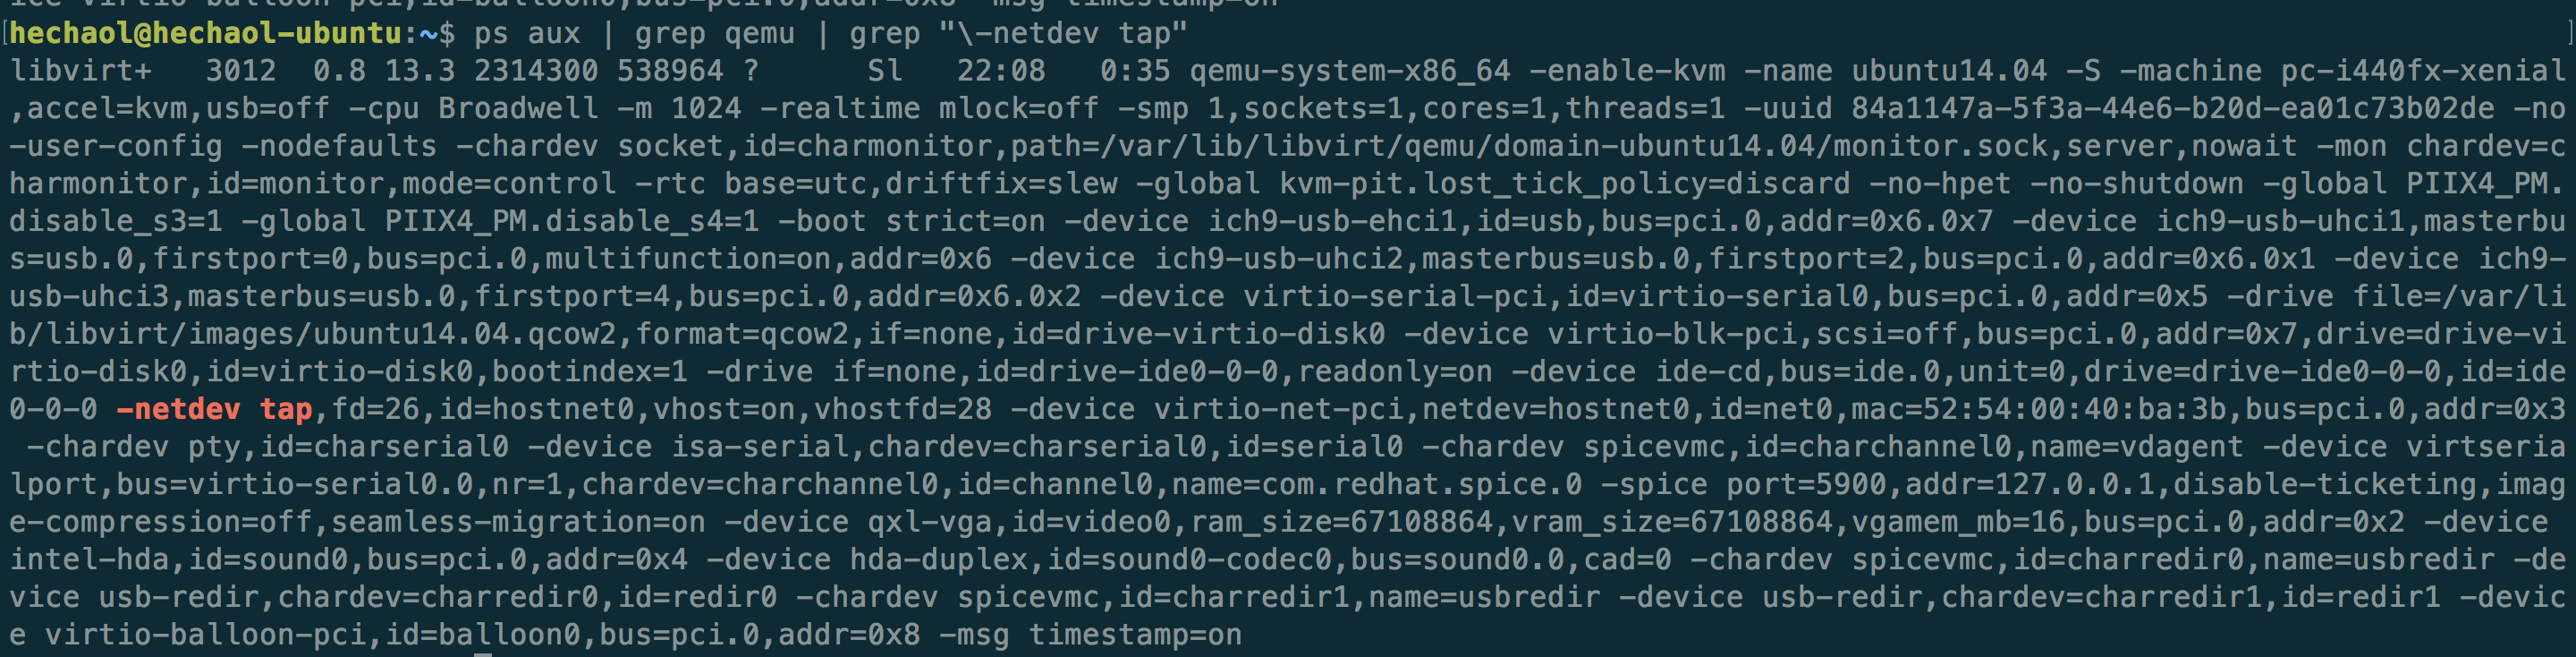 ice virtio-balloon-pci,id=balloon0,bus=pci.0,addr=0x8 -msg timestamp=on
[hechaol@hechaol-ubuntu:~$ ps aux | grep qemu | grep "\-netdev tap" ]
libvirt+   3012  0.8 13.3 2314300 538964 ?      Sl   22:08   0:35 qemu-system-x86_64 -enable-kvm -name ubuntu14.04 -S -machine pc-i440fx-xenial
,accel=kvm,usb=off -cpu Broadwell -m 1024 -realtime mlock=off -smp 1,sockets=1,cores=1,threads=1 -uuid 84a1147a-5f3a-44e6-b20d-ea01c73b02de -no
-user-config -nodefaults -chardev socket,id=charmonitor,path=/var/lib/libvirt/qemu/domain-ubuntu14.04/monitor.sock,server,nowait -mon chardev=c
harmonitor,id=monitor,mode=control -rtc base=utc,driftfix=slew -global kvm-pit.lost_tick_policy=discard -no-hpet -no-shutdown -global PIIX4_PM.
disable_s3=1 -global PIIX4_PM.disable_s4=1 -boot strict=on -device ich9-usb-ehci1,id=usb,bus=pci.0,addr=0x6.0x7 -device ich9-usb-uhci1,masterbu
s=usb.0,firstport=0,bus=pci.0,multifunction=on,addr=0x6 -device ich9-usb-uhci2,masterbus=usb.0,firstport=2,bus=pci.0,addr=0x6.0x1 -device ich9-
usb-uhci3,masterbus=usb.0,firstport=4,bus=pci.0,addr=0x6.0x2 -device virtio-serial-pci,id=virtio-serial0,bus=pci.0,addr=0x5 -drive file=/var/li
b/libvirt/images/ubuntu14.04.qcow2,format=qcow2,if=none,id=drive-virtio-disk0 -device virtio-blk-pci,scsi=off,bus=pci.0,addr=0x7,drive=drive-vi
rtio-disk0,id=virtio-disk0,bootindex=1 -drive if=none,id=drive-ide0-0-0,readonly=on -device ide-cd,bus=ide.0,unit=0,drive=drive-ide0-0-0,id=ide
0-0-0 -netdev tap,fd=26,id=hostnet0,vhost=on,vhostfd=28 -device virtio-net-pci,netdev=hostnet0,id=net0,mac=52:54:00:40:ba:3b,bus=pci.0,addr=0x3
 -chardev pty,id=charserial0 -device isa-serial,chardev=charserial0,id=serial0 -chardev spicevmc,id=charchannel0,name=vdagent -device virtseria
lport,bus=virtio-serial0.0,nr=1,chardev=charchannel0,id=channel0,name=com.redhat.spice.0 -spice port=5900,addr=127.0.0.1,disable-ticketing,imag
e-compression=off,seamless-migration=on -device qxl-vga,id=video0,ram_size=67108864,vram_size=67108864,vgamem_mb=16,bus=pci.0,addr=0x2 -device
intel-hda,id=sound0,bus=pci.0,addr=0x4 -device hda-duplex,id=sound0-codec0,bus=sound0.0,cad=0 -chardev spicevmc,id=charredir0,name=usbredir -de
vice usb-redir,chardev=charredir0,id=redir0 -chardev spicevmc,id=charredir1,name=usbredir -device usb-redir,chardev=charredir1,id=redir1 -devic
e virtio-balloon-pci,id=balloon0,bus=pci.0,addr=0x8 -msg timestamp=on